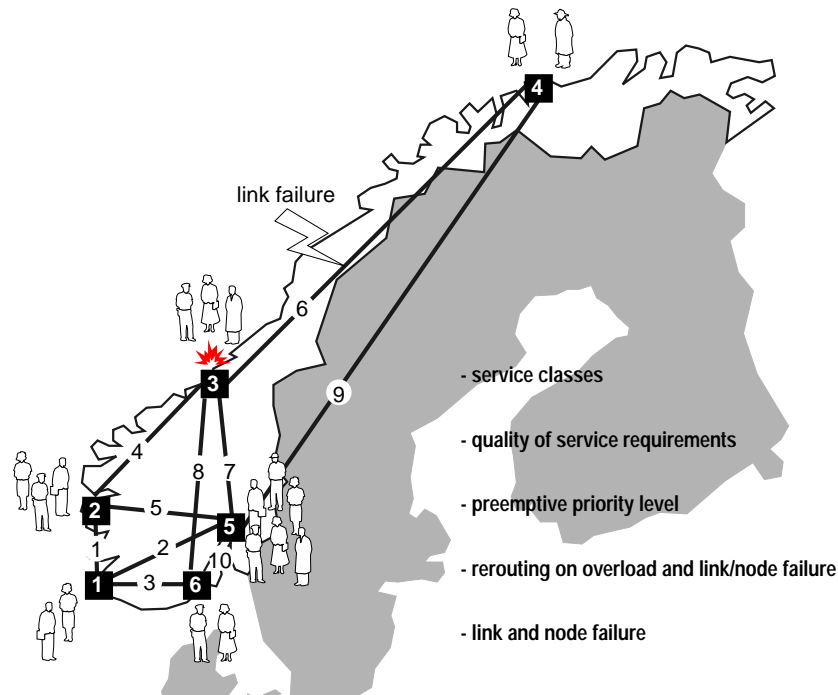 4
link failure
6
3
9
- service classes
4
8
7
- quality of service requirements
2
5
5
- preemptive priority level
1
2
10
- rerouting on overload and link/node failure
1
3
6
- link and node failure